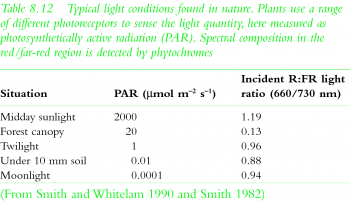 Table 8.12 Typical light conditions found in nature. Plants use a range
of different photoreceptors to sense the light quantity, here measured as
photosynthetically active radiation (PAR). Spectral composition in the
red/far-red region is detected by phytochromes
Incident R:FR light
Situation PAR (μmol m⁻² s⁻¹) ratio (660/730 nm)
Midday sunlight 2000 1.19
Forest canopy 20 0.13
Twilight 1 0.96
Under 10 mm soil 0.01 0.88
Moonlight 0.0001 0.94
(From Smith and Whitelam 1990 and Smith 1982)